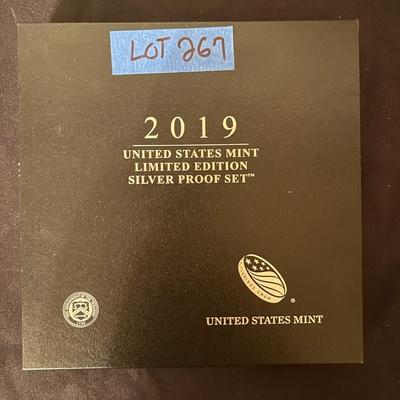 LOT 267
2019
UNITED STATES MINT
LIMITED EDITION
SILVER PROOF SET™
UNITED STATES MINT